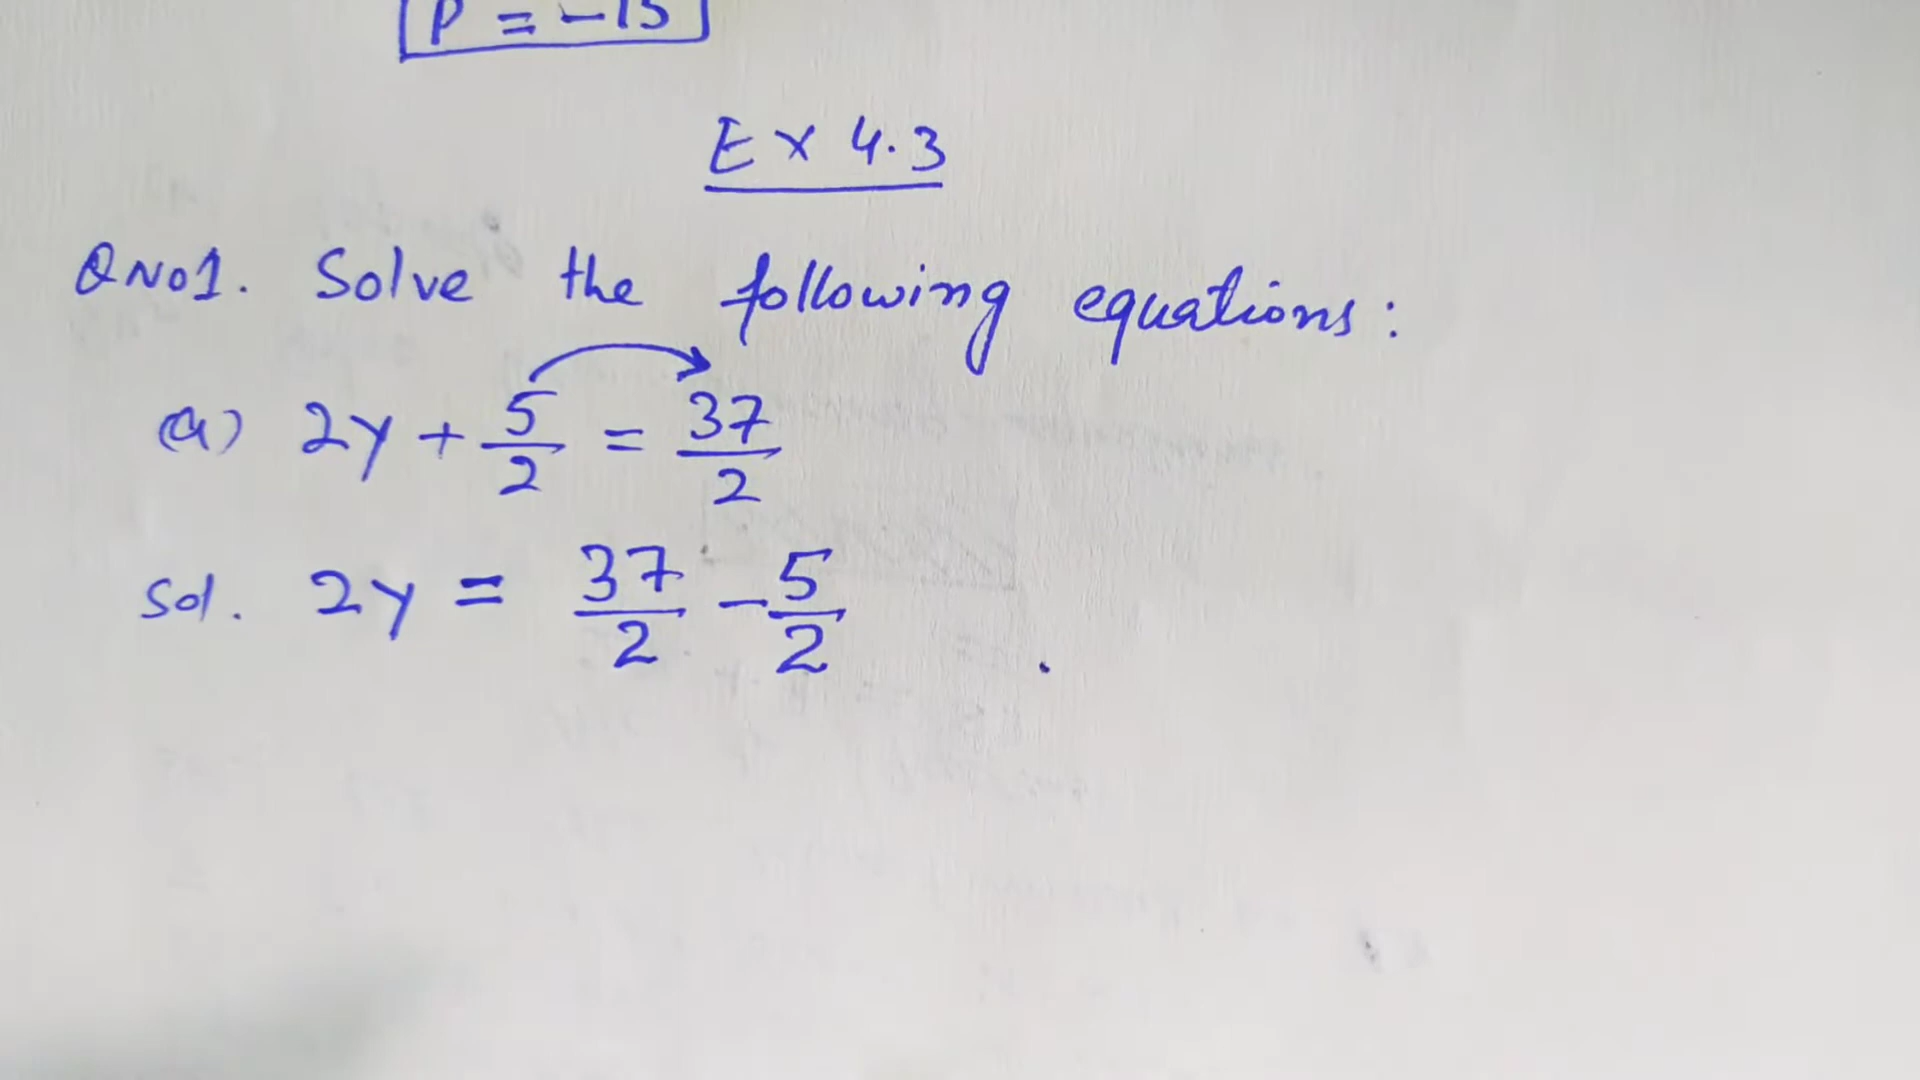 P = -15
Ex 4.3
QNo1. Solve the following equations:
(a) 2y + 5/2 = 37/2
Sol. 2y = 37/2 - 5/2